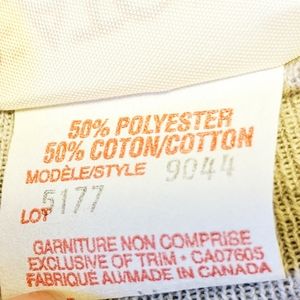 50% POLYESTER
50% COTON/COTTON
MODÈLE/STYLE 9044
LOT 5177
GARNITURE NON COMPRISE
EXCLUSIVE OF TRIM • CA07605
FABRIQUÉ AU/MADE IN CANADA